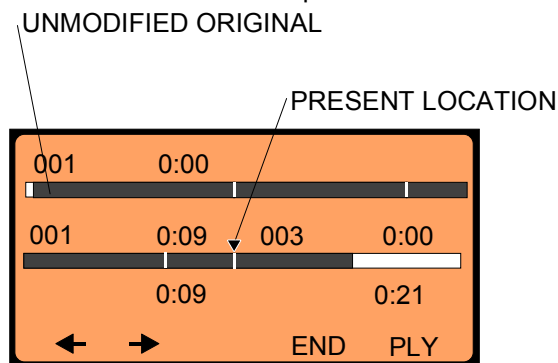 UNMODIFIED ORIGINAL
PRESENT LOCATION
001 0:00
001 0:09 003 0:00
0:09 0:21
END PLY